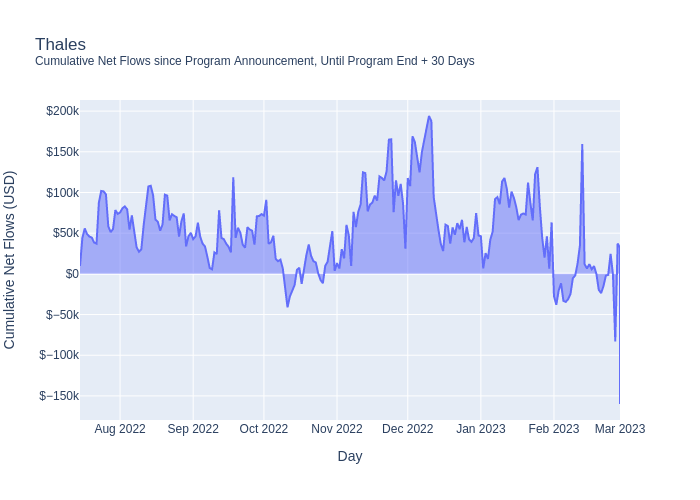 Thales
Cumulative Net Flows since Program Announcement, Until Program End + 30 Days
Cumulative Net Flows (USD)
$200k
$150k
$100k
$50k
$0
$−50k
$−100k
$−150k
Aug 2022
Sep 2022
Oct 2022
Nov 2022
Dec 2022
Jan 2023
Feb 2023
Mar 2023
Day